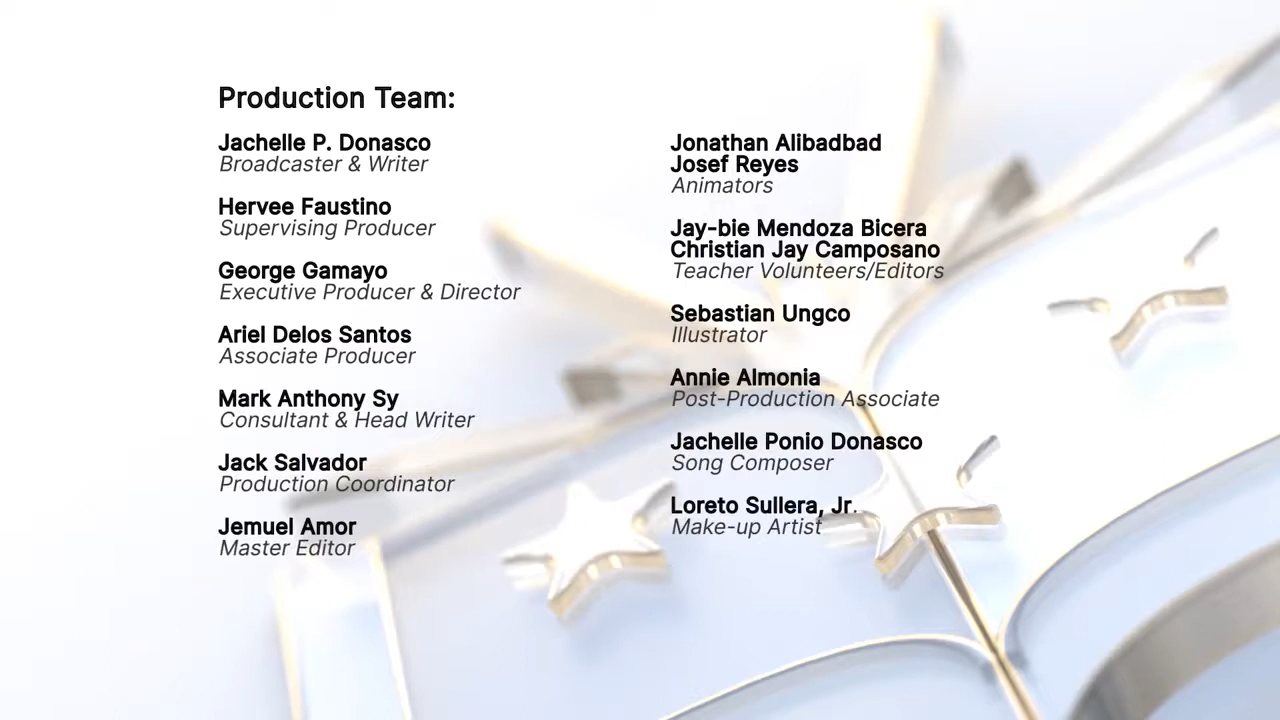 Production Team:
Jachelle P. Donasco
Broadcaster & Writer
Hervee Faustino
Supervising Producer
George Gamayo
Executive Producer & Director
Ariel Delos Santos
Associate Producer
Mark Anthony Sy
Consultant & Head Writer
Jack Salvador
Production Coordinator
Jemuel Amor
Master Editor
Jonathan Alibadbad
Josef Reyes
Animators
Jay-bie Mendoza Bicera
Christian Jay Camposano
Teacher Volunteers/Editors
Sebastian Ungco
Illustrator
Annie Almonia
Post-Production Associate
Jachelle Ponio Donasco
Song Composer
Loreto Sullera, Jr.
Make-up Artist